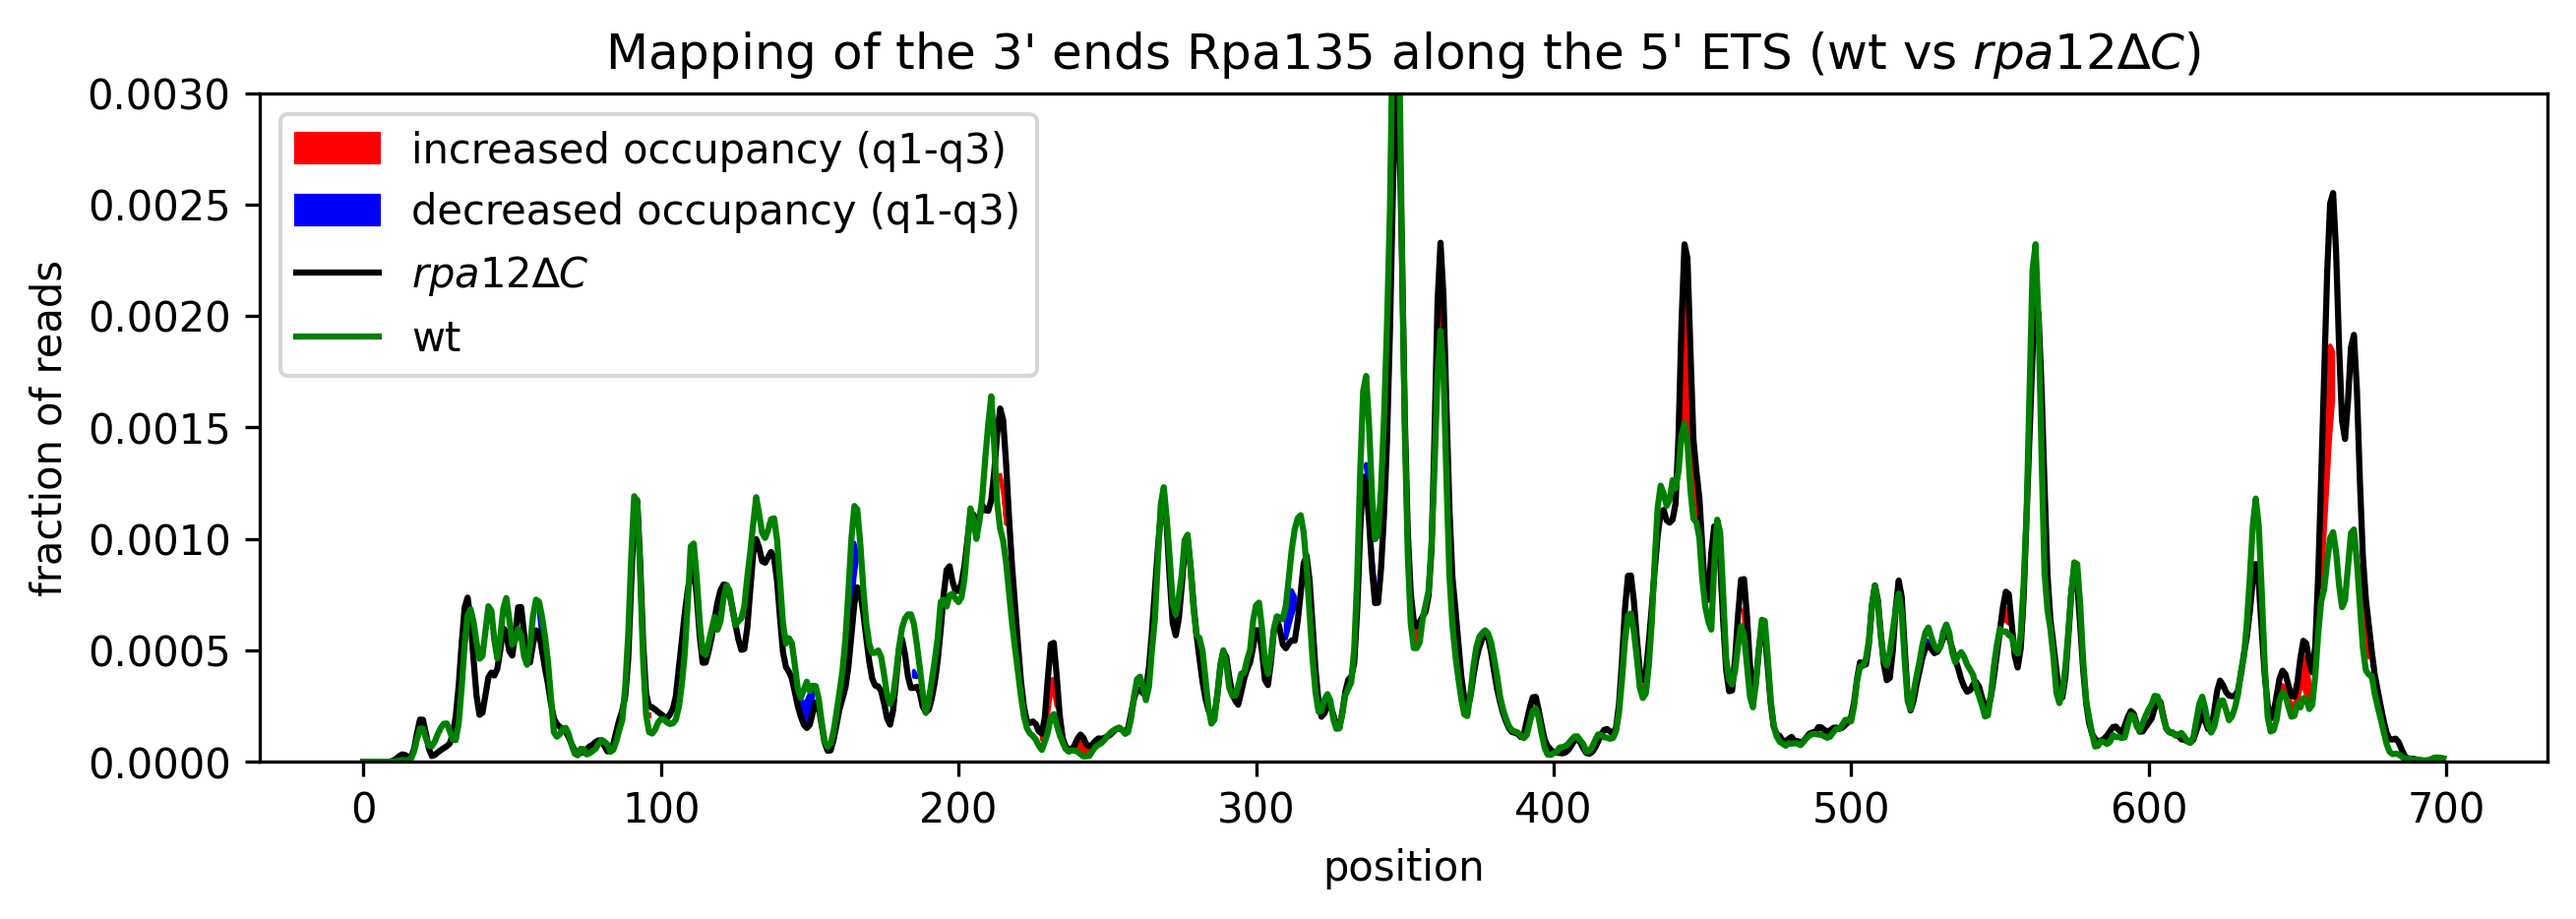 Mapping of the 3' ends Rpa135 along the 5' ETS (wt vs rpa12ΔC)
increased occupancy (q1-q3)
decreased occupancy (q1-q3)
rpa12ΔC
wt
fraction of reads
0.0030
0.0025
0.0020
0.0015
0.0010
0.0005
0.0000
0 100 200 300 400 500 600 700
position